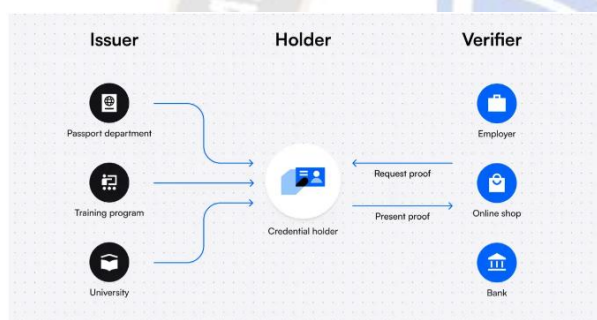 Issuer Holder Verifier
Passport department
Employer
Request proof
Training program
Present proof
Online shop
Credential holder
University
Bank